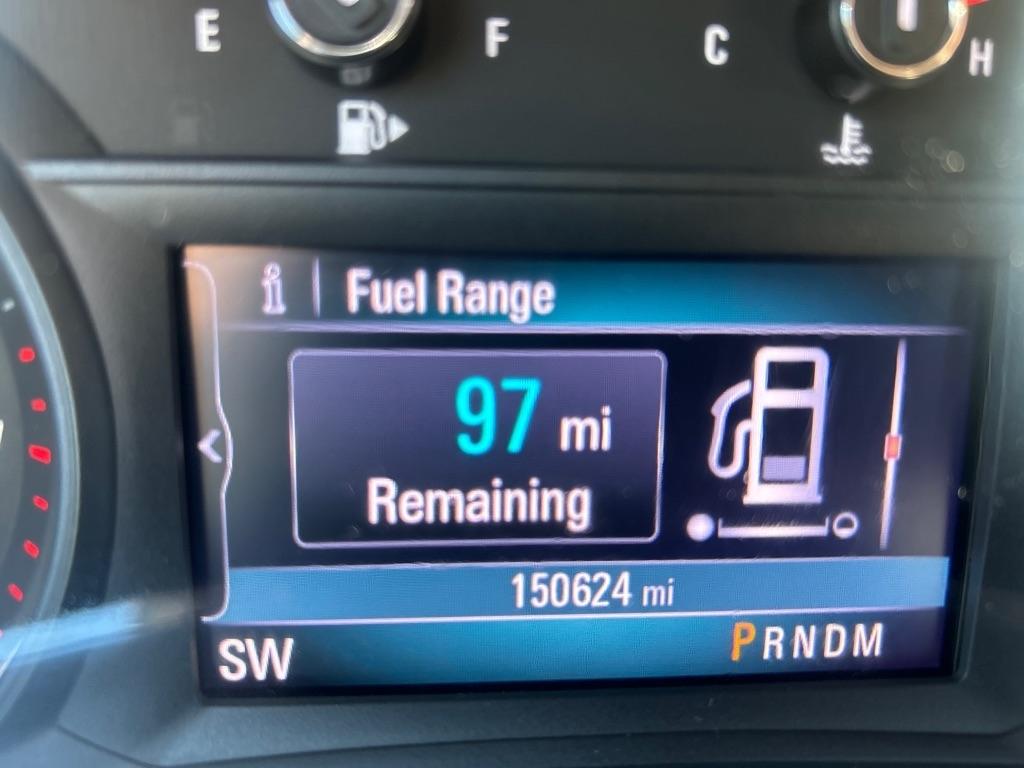 E F C H
i Fuel Range
97 mi
Remaining
150624 mi
SW PRNDM